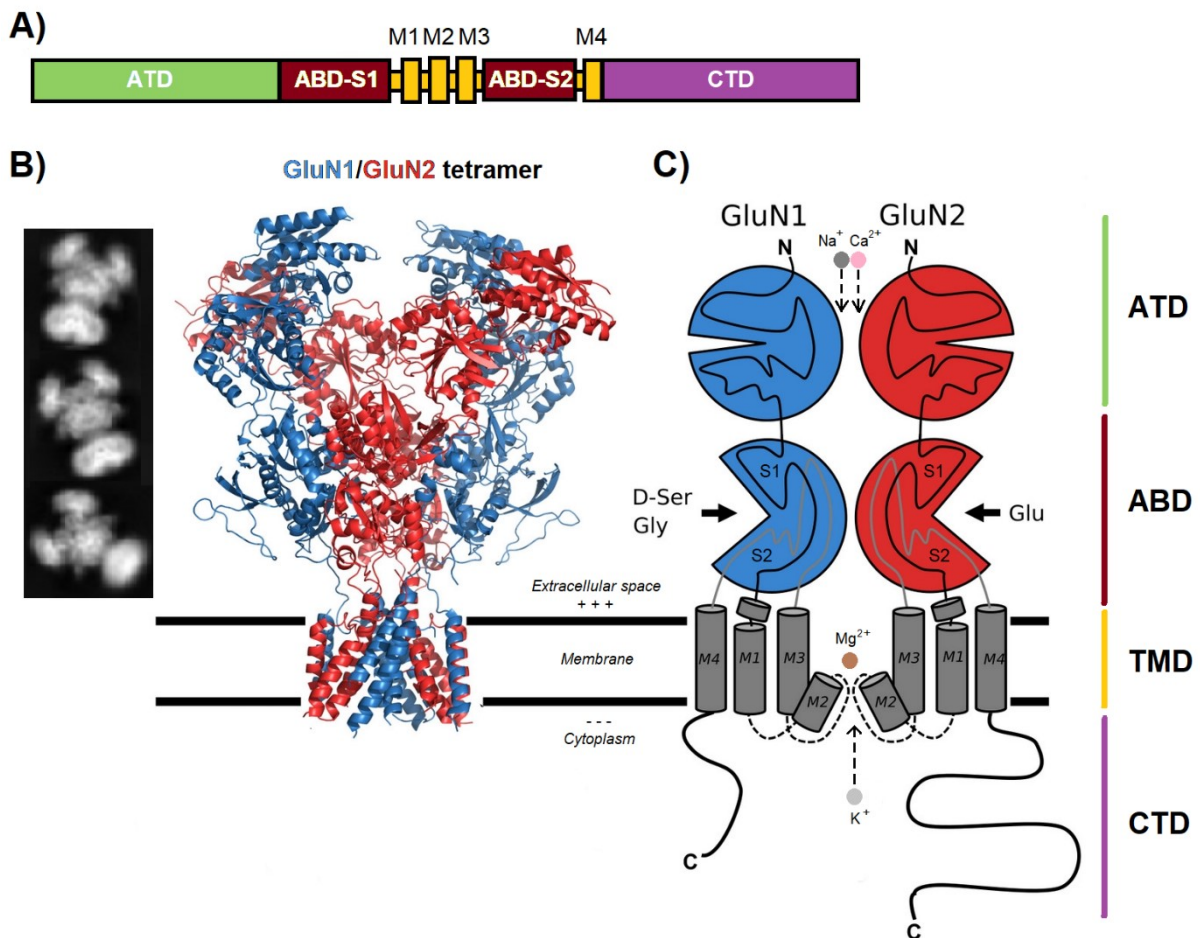 A)
M1 M2 M3 M4
ATD ABD-S1 ABD-S2 CTD
B)
GluN1/GluN2 tetramer
Extracellular space
+ + +
Membrane
- - -
Cytoplasm
C)
GluN1 GluN2
N Na+ Ca2+ N
ATD
S1 S1
D-Ser
Gly
Glu
S2 S2
ABD
Mg2+
M4 M1 M3 M3 M1 M4
M2 M2
TMD
K+
CTD
C
C